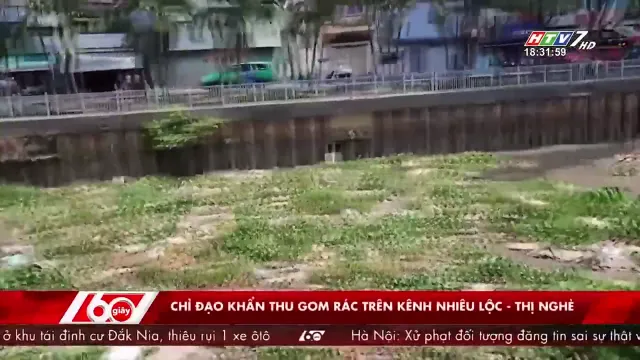 HTV7 HD
18:31:59
60 giây
CHỈ ĐẠO KHẨN THU GOM RÁC TRÊN KÊNH NHIÊU LỘC - THỊ NGHÈ
ở khu tái định cư Đắk Nia, thiêu rụi 1 xe ôtô 60 Hà Nội: Xử phạt đối tượng đăng tin sai sự thật